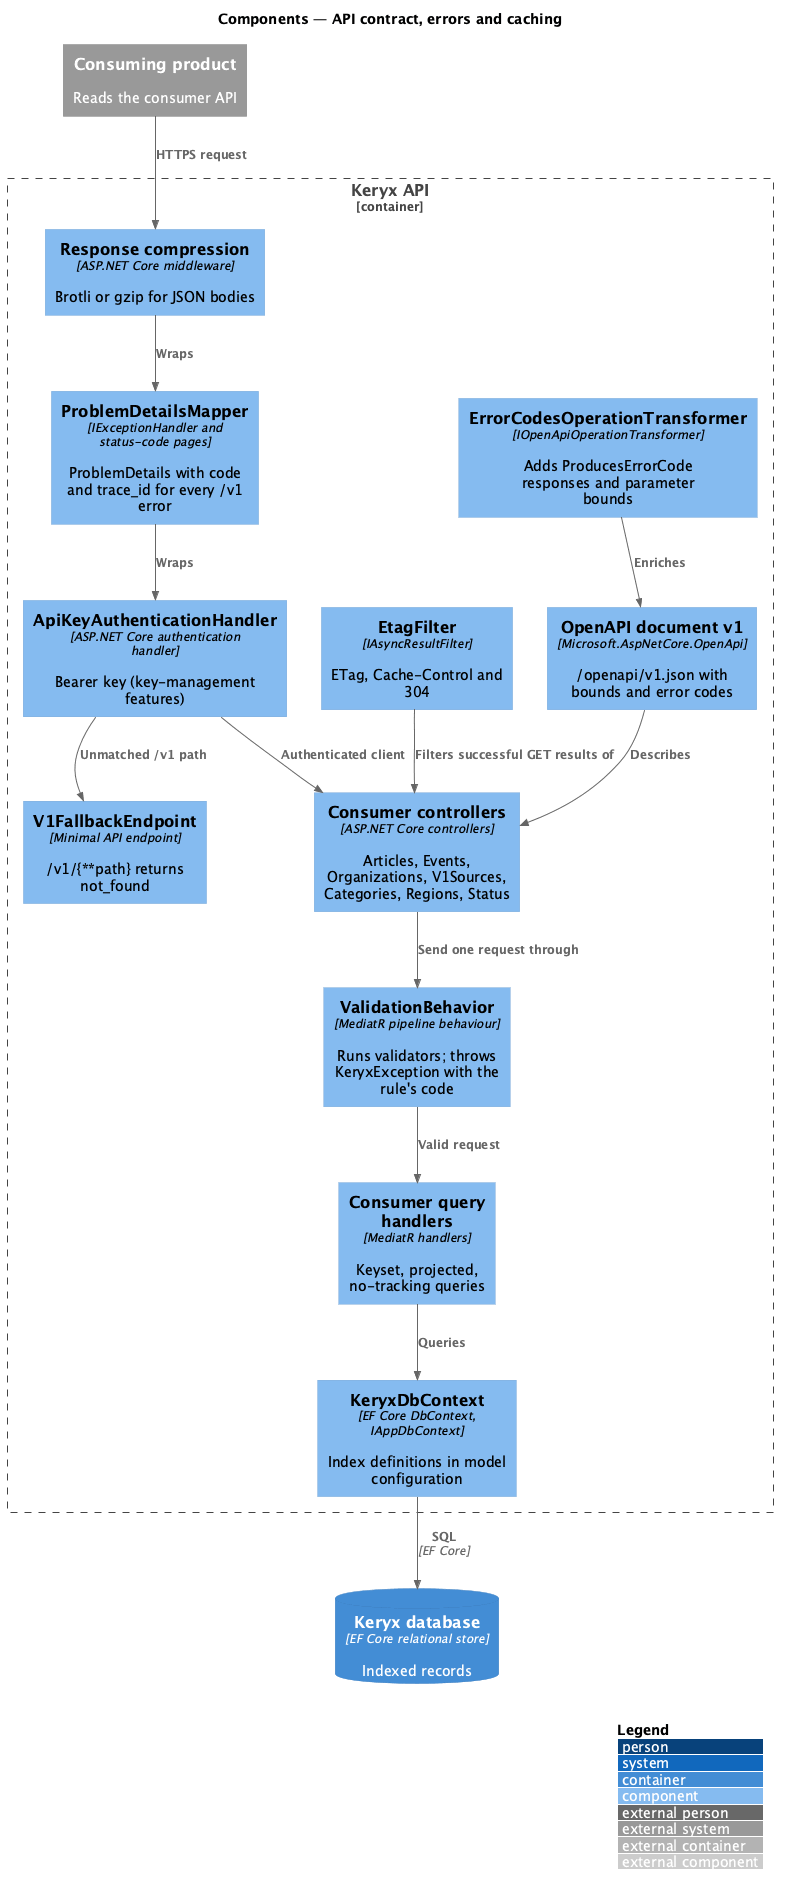 Components — API contract, errors and caching
Consuming product
Reads the consumer API
HTTPS request
Keryx API
[container]
Response compression
[ASP.NET Core middleware]
Brotli or gzip for JSON bodies
Wraps
ProblemDetailsMapper
[IExceptionHandler and
status-code pages]
ProblemDetails with code
and trace_id for every /v1
error
ErrorCodesOperationTransformer
[IOpenApiOperationTransformer]
Adds ProducesErrorCode
responses and parameter
bounds
Wraps
Enriches
ApiKeyAuthenticationHandler
[ASP.NET Core authentication
handler]
Bearer key (key-management
features)
EtagFilter
[IAsyncResultFilter]
ETag, Cache-Control and
304
OpenAPI document v1
[Microsoft.AspNetCore.OpenApi]
/openapi/v1.json with
bounds and error codes
Unmatched /v1 path
Authenticated client
Filters successful GET results of
Describes
V1FallbackEndpoint
[Minimal API endpoint]
/v1/{**path} returns
not_found
Consumer controllers
[ASP.NET Core controllers]
Articles, Events,
Organizations, V1Sources,
Categories, Regions, Status
Send one request through
ValidationBehavior
[MediatR pipeline behaviour]
Runs validators; throws
KeryxException with the
rule's code
Valid request
Consumer query
handlers
[MediatR handlers]
Keyset, projected,
no-tracking queries
Queries
KeryxDbContext
[EF Core DbContext,
IAppDbContext]
Index definitions in model
configuration
SQL
[EF Core]
Keryx database
[EF Core relational store]
Indexed records
Legend
person
system
container
component
external person
external system
external container
external component